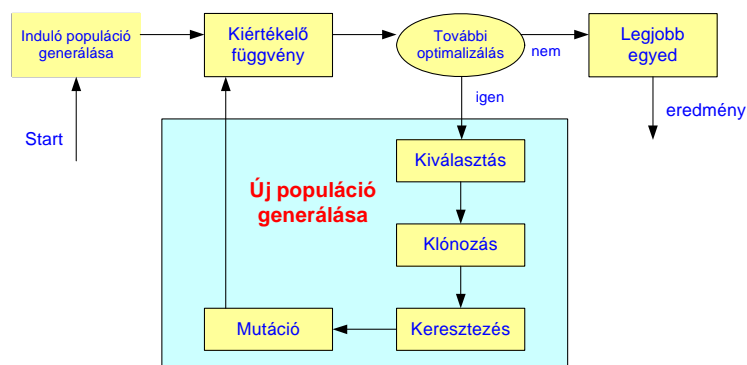 Induló populáció
generálása
Kiértékelő
függvény
További
optimalizálás
nem
Legjobb
egyed
igen
eredmény
Start
Kiválasztás
Új populáció
generálása
Klónozás
Mutáció
Keresztezés